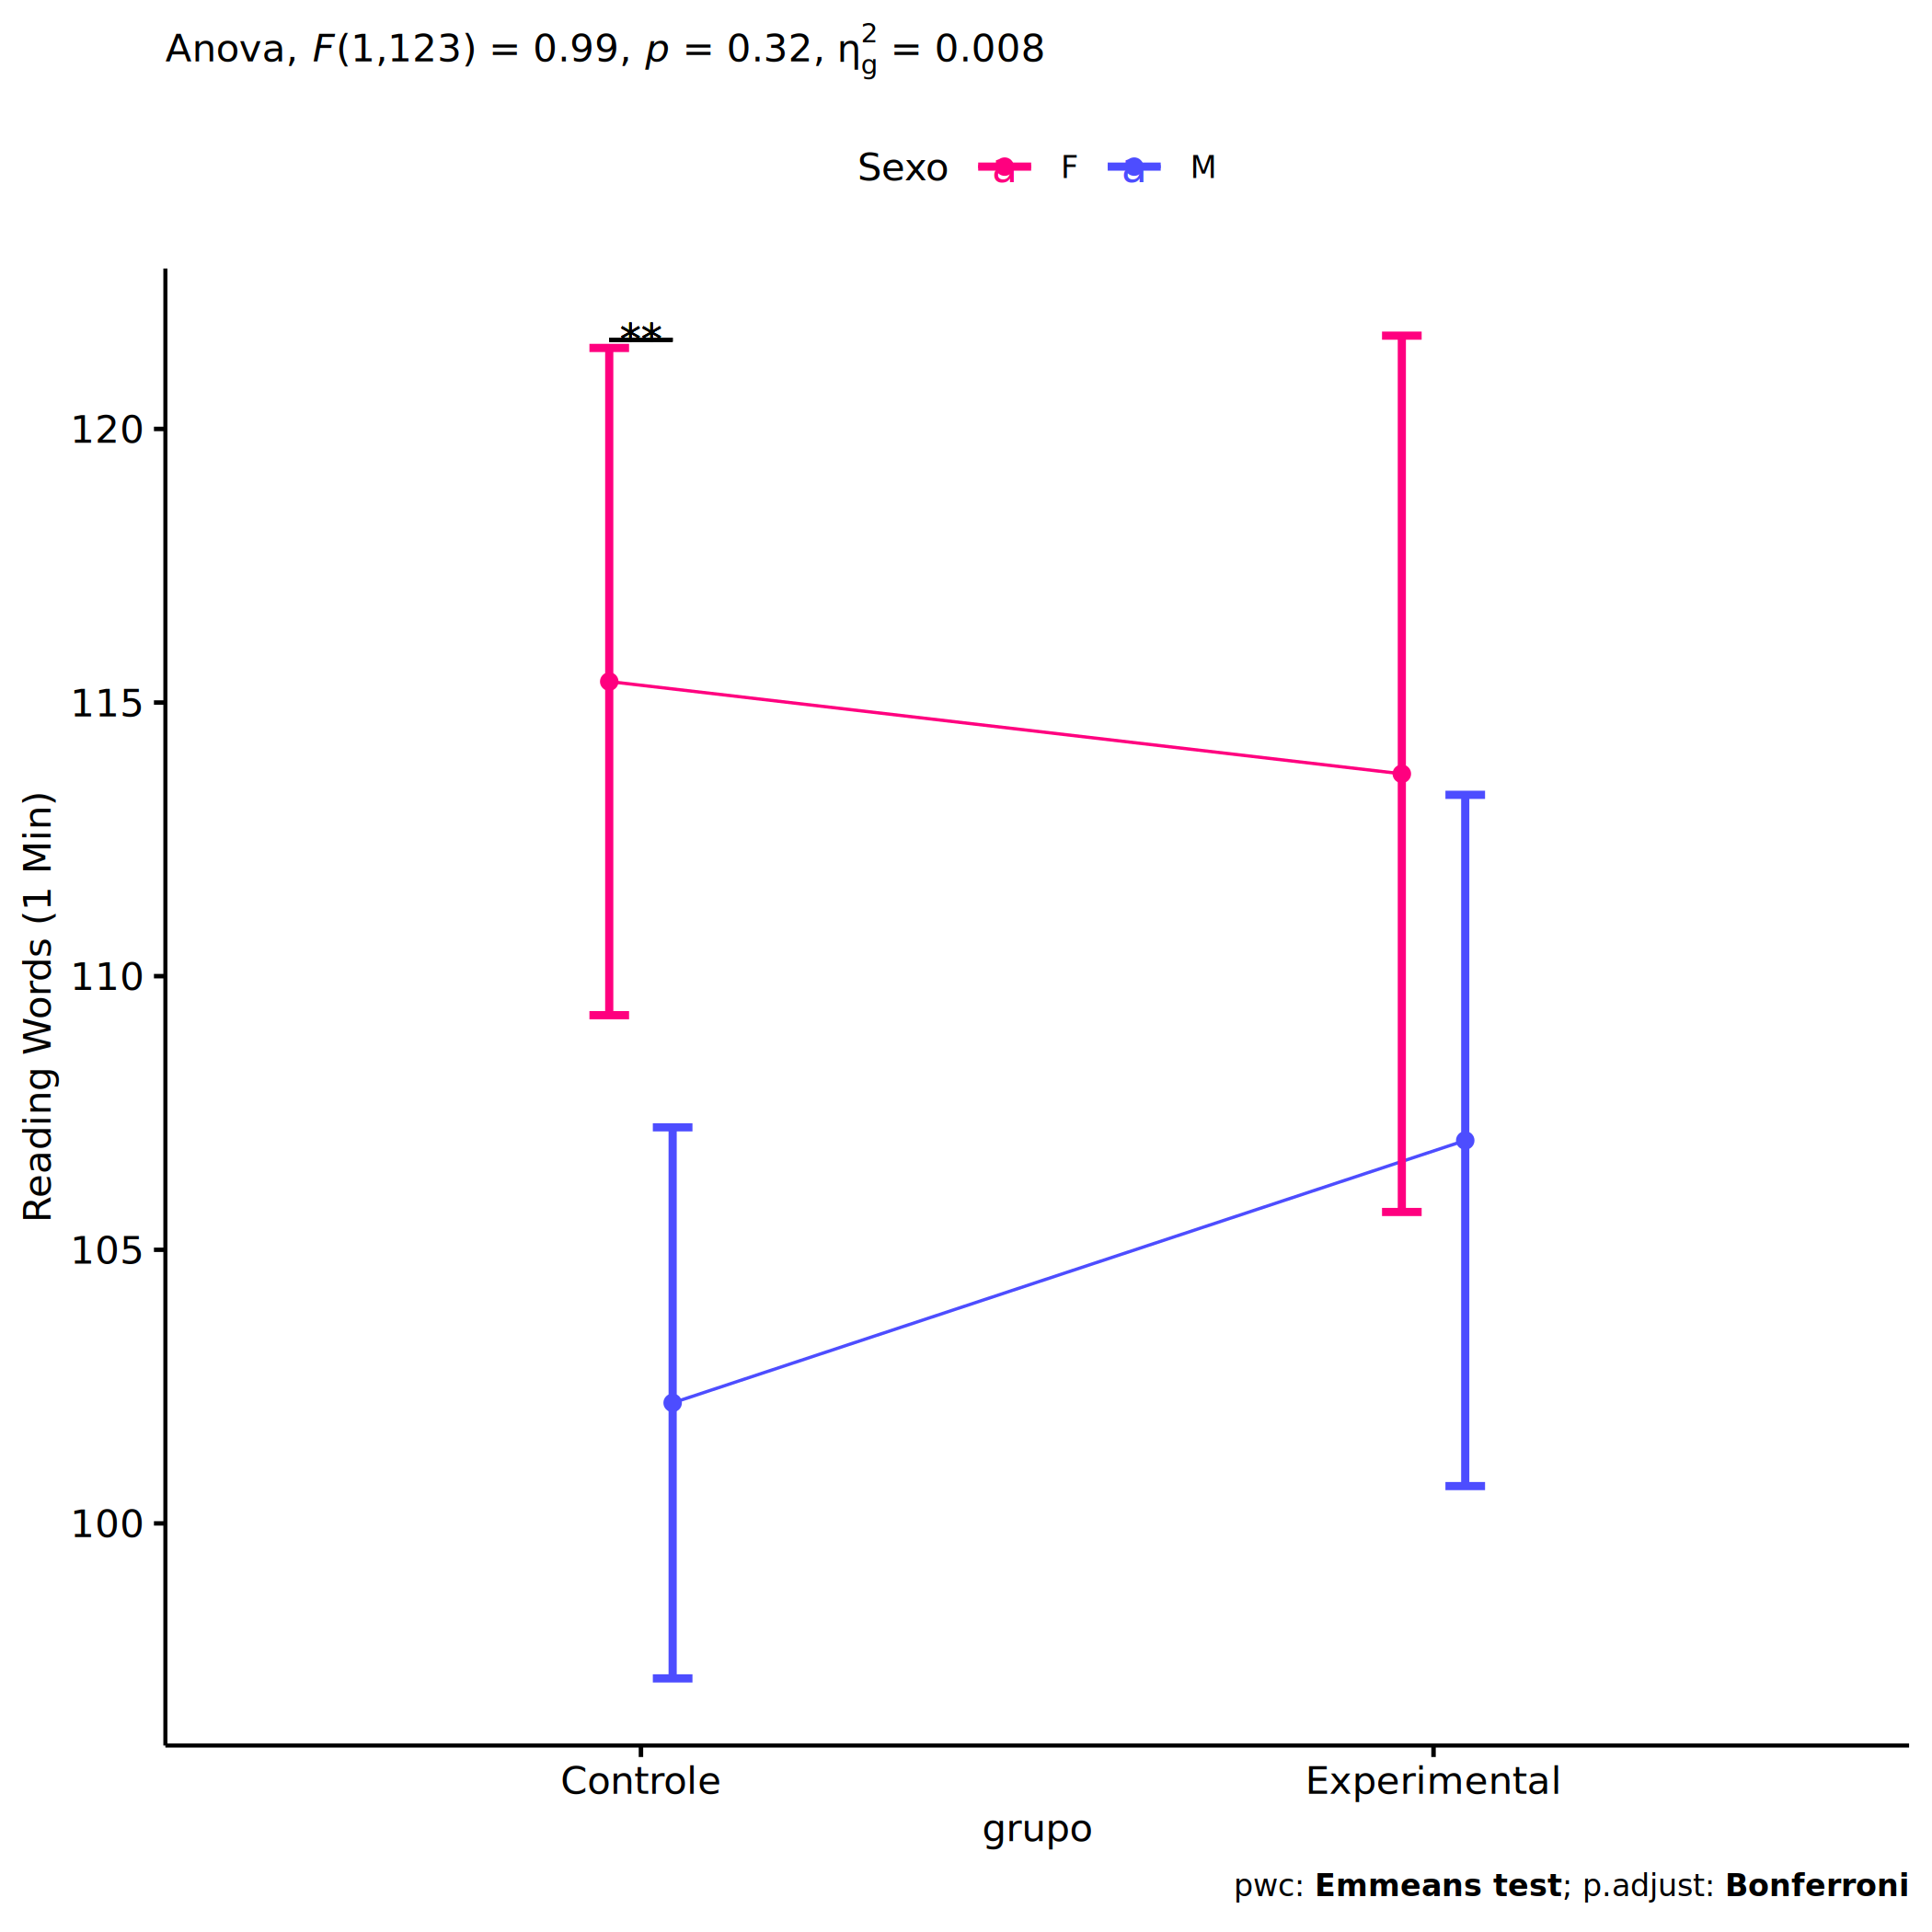 Anova, F(1,123) = 0.99, p = 0.32, η²g = 0.008
Sexo a F a M
**
120
115
110
105
100
Reading Words (1 Min)
Controle Experimental
grupo
pwc: Emmeans test; p.adjust: Bonferroni